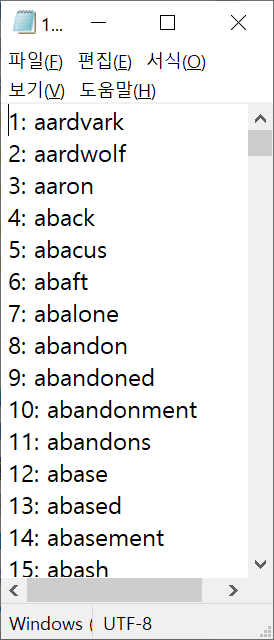 1...
파일(F) 편집(E) 서식(O)
보기(V) 도움말(H)
1: aardvark
2: aardwolf
3: aaron
4: aback
5: abacus
6: abaft
7: abalone
8: abandon
9: abandoned
10: abandonment
11: abandons
12: abase
13: abased
14: abasement
15: abash
Windows ( UTF-8